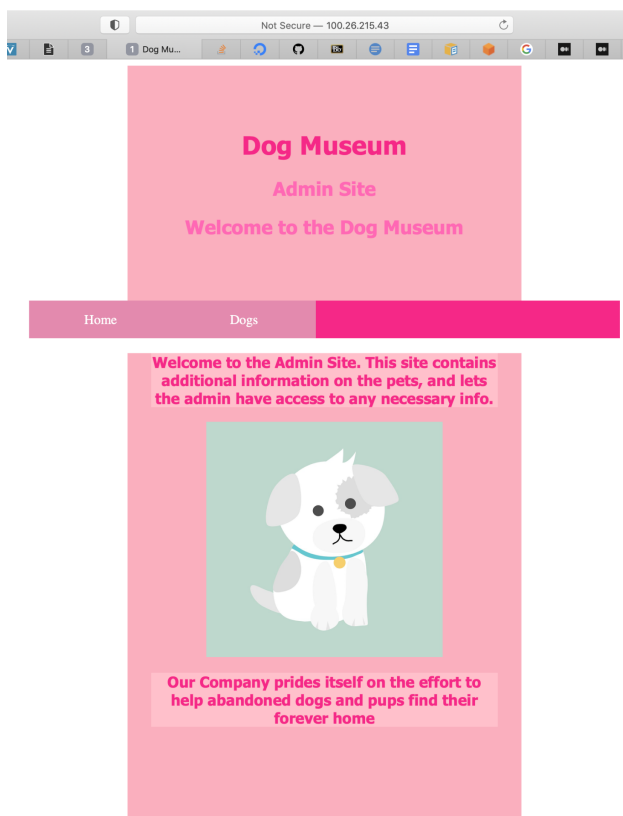 Not Secure — 100.26.215.43
V
3
1 Dog Mu...
Bb
G
Dog Museum
Admin Site
Welcome to the Dog Museum
Home Dogs
Welcome to the Admin Site. This site contains
additional information on the pets, and lets
the admin have access to any necessary info.
Our Company prides itself on the effort to
help abandoned dogs and pups find their
forever home